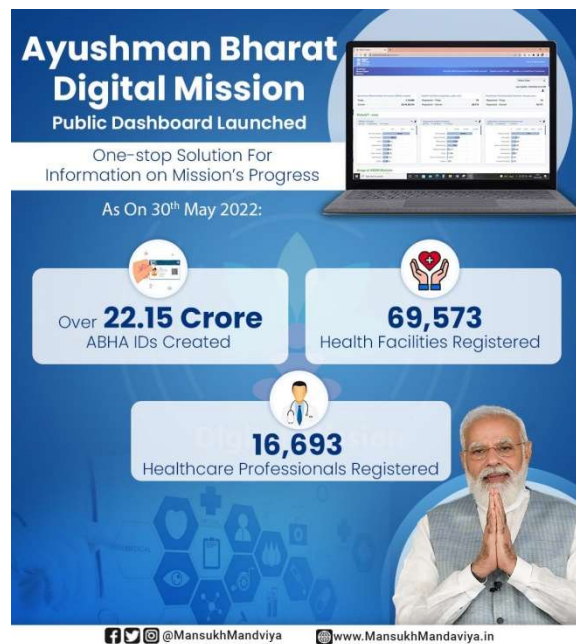 Ayushman Bharat
Digital Mission
Public Dashboard Launched
One-stop Solution For
Information on Mission's Progress
As On 30th May 2022:
Over 22.15 Crore
ABHA IDs Created
69,573
Health Facilities Registered
16,693
Healthcare Professionals Registered
@MansukhMandviya www.MansukhMandaviya.in